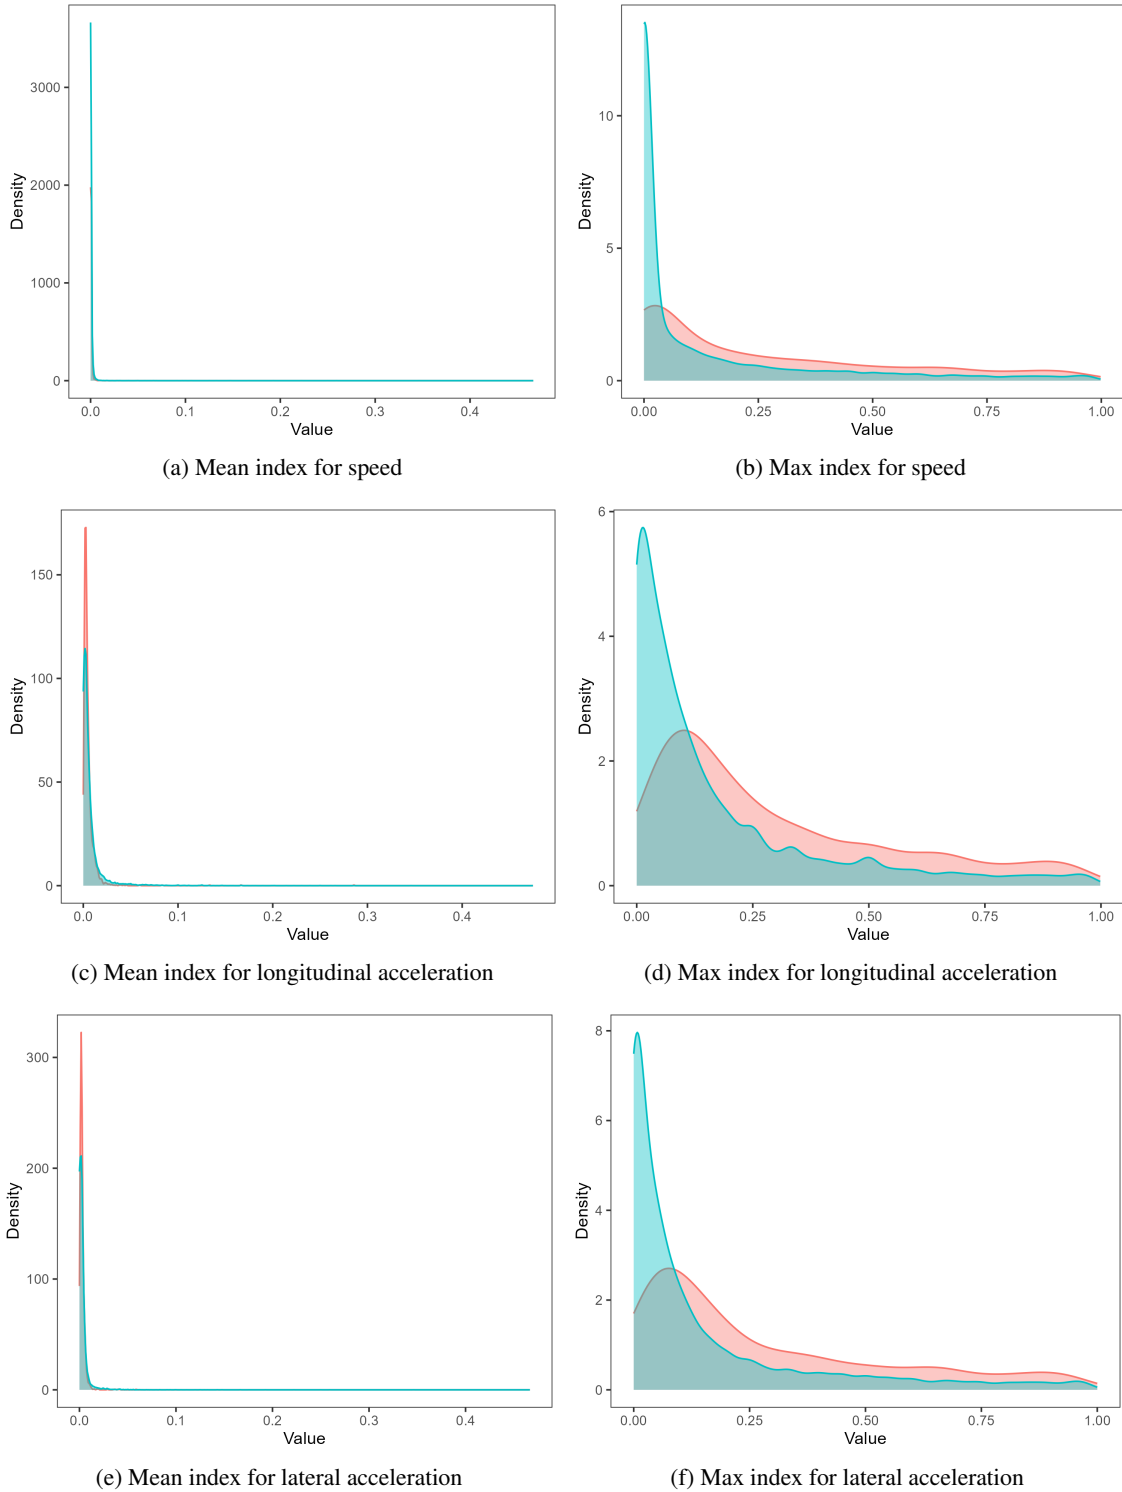 3000
2000
1000
0
Density
0.0 0.1 0.2 0.3 0.4
Value
(a) Mean index for speed
10
5
0
Density
0.00 0.25 0.50 0.75 1.00
Value
(b) Max index for speed
150
100
50
0
Density
0.0 0.1 0.2 0.3 0.4
Value
(c) Mean index for longitudinal acceleration
6
4
2
0
Density
0.00 0.25 0.50 0.75 1.00
Value
(d) Max index for longitudinal acceleration
300
200
100
0
Density
0.0 0.1 0.2 0.3 0.4
Value
(e) Mean index for lateral acceleration
8
6
4
2
0
Density
0.00 0.25 0.50 0.75 1.00
Value
(f) Max index for lateral acceleration